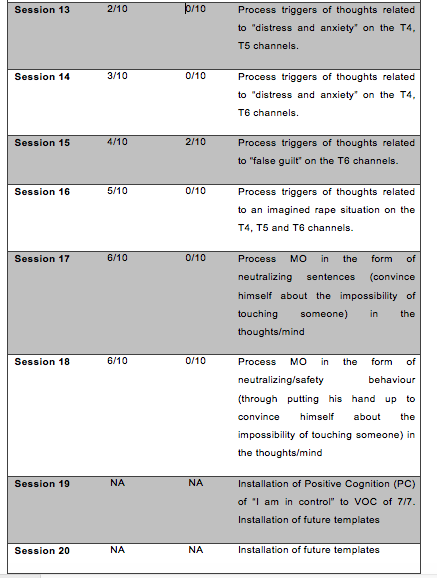 Session 13 2/10 0/10 Process triggers of thoughts related
to "distress and anxiety" on the T4,
T5 channels.
Session 14 3/10 0/10 Process triggers of thoughts related
to "distress and anxiety" on the T4,
T6 channels.
Session 15 4/10 2/10 Process triggers of thoughts related
to "false guilt" on the T6 channels.
Session 16 5/10 0/10 Process triggers of thoughts related
to an imagined rape situation on the
T4, T5 and T6 channels.
Session 17 6/10 0/10 Process MO in the form of
neutralizing sentences (convince
himself about the impossibility of
touching someone) in the
thoughts/mind
Session 18 6/10 0/10 Process MO in the form of
neutralizing/safety behaviour
(through putting his hand up to
convince himself about the
impossibility of touching someone) in
the thoughts/mind
Session 19 NA NA Installation of Positive Cognition (PC)
of "I am in control" to VOC of 7/7.
Installation of future templates
Session 20 NA NA Installation of future templates